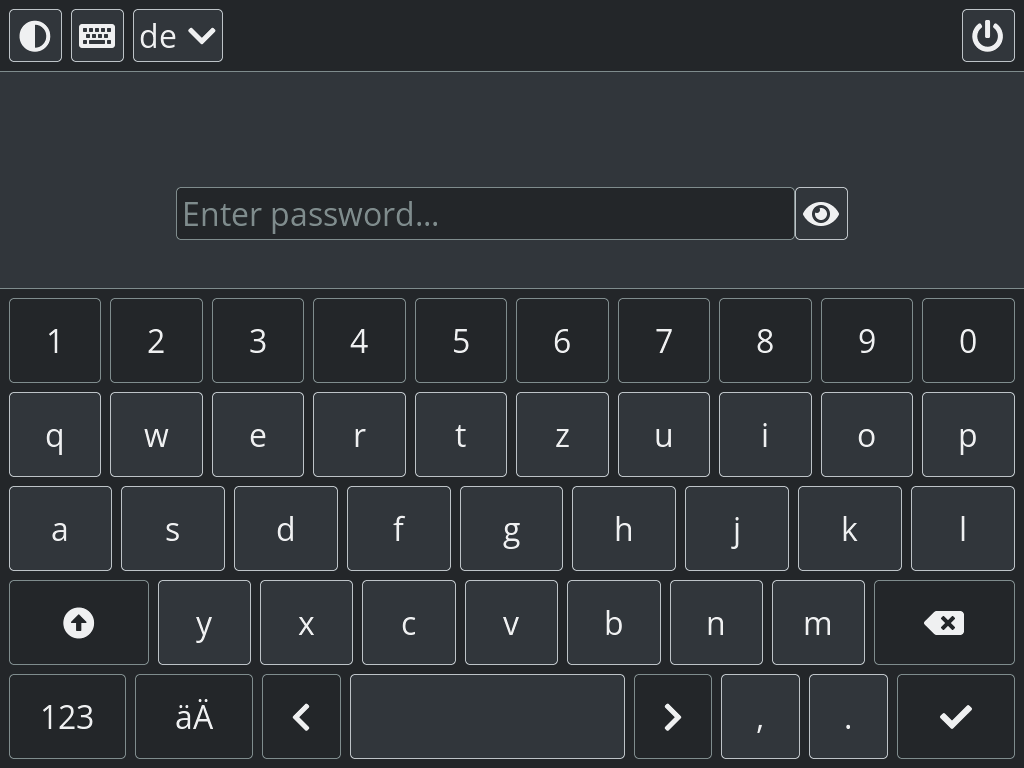 de
Enter password...
1 2 3 4 5 6 7 8 9 0
q w e r t z u i o p
a s d f g h j k l
y x c v b n m
123 äÄ , .